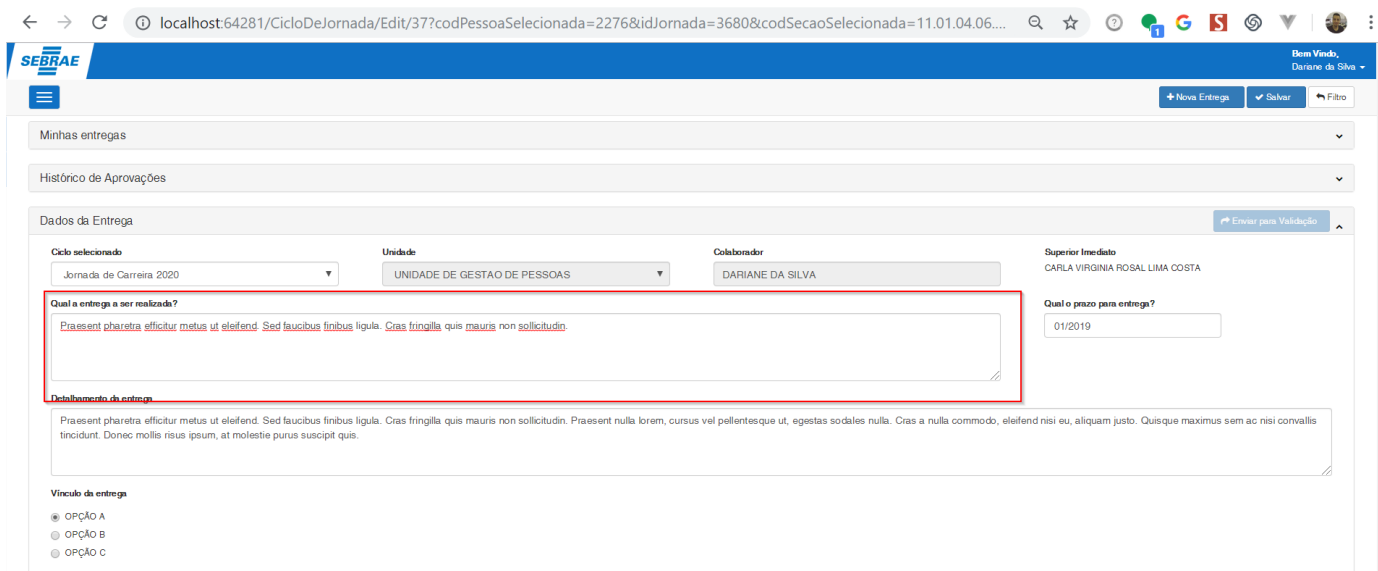 localhost:64281/CicloDeJornada/Edit/37?codPessoaSelecionada=2276&idJornada=3680&codSecaoSelecionada=11.01.04.06....
1
G
S
SEBRAE
Bem Vindo,
Dariane da Silva
Nova Entrega
Salvar
Filtro
Minhas entregas
Histórico de Aprovações
Dados da Entrega
Enviar para Validação
Ciclo selecionado
Unidade
Colaborador
Superior Imediato
Jornada de Carreira 2020
UNIDADE DE GESTAO DE PESSOAS
DARIANE DA SILVA
CARLA VIRGINIA ROSAL LIMA COSTA
Qual a entrega a ser realizada?
Qual o prazo para entrega?
Praesent pharetra efficitur metus ut eleifend. Sed faucibus finibus ligula. Cras fringilla quis mauris non sollicitudin.
01/2019
Detalhamento da entrega
Praesent pharetra efficitur metus ut eleifend. Sed faucibus finibus ligula. Cras fringilla quis mauris non sollicitudin. Praesent nulla lorem, cursus vel pellentesque ut, egestas sodales nulla. Cras a nulla commodo, eleifend nisi eu, aliquam justo. Quisque maximus sem ac nisi convallis
tincidunt. Donec mollis risus ipsum, at molestie purus suscipit quis.
Vínculo da entrega
OPÇÃO A
OPÇÃO B
OPÇÃO C